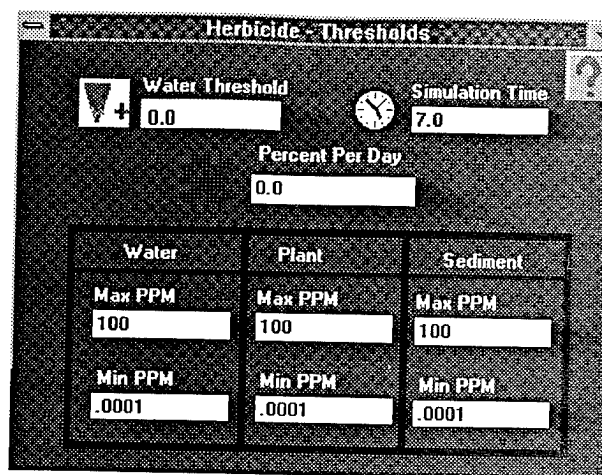 Herbicide - Thresholds
?
Water Threshold
Simulation Time
+
0.0
7.0
Percent Per Day
0.0
Water
Plant
Sediment
Max PPM
Max PPM
Max PPM
100
100
100
Min PPM
Min PPM
Min PPM
.0001
.0001
.0001